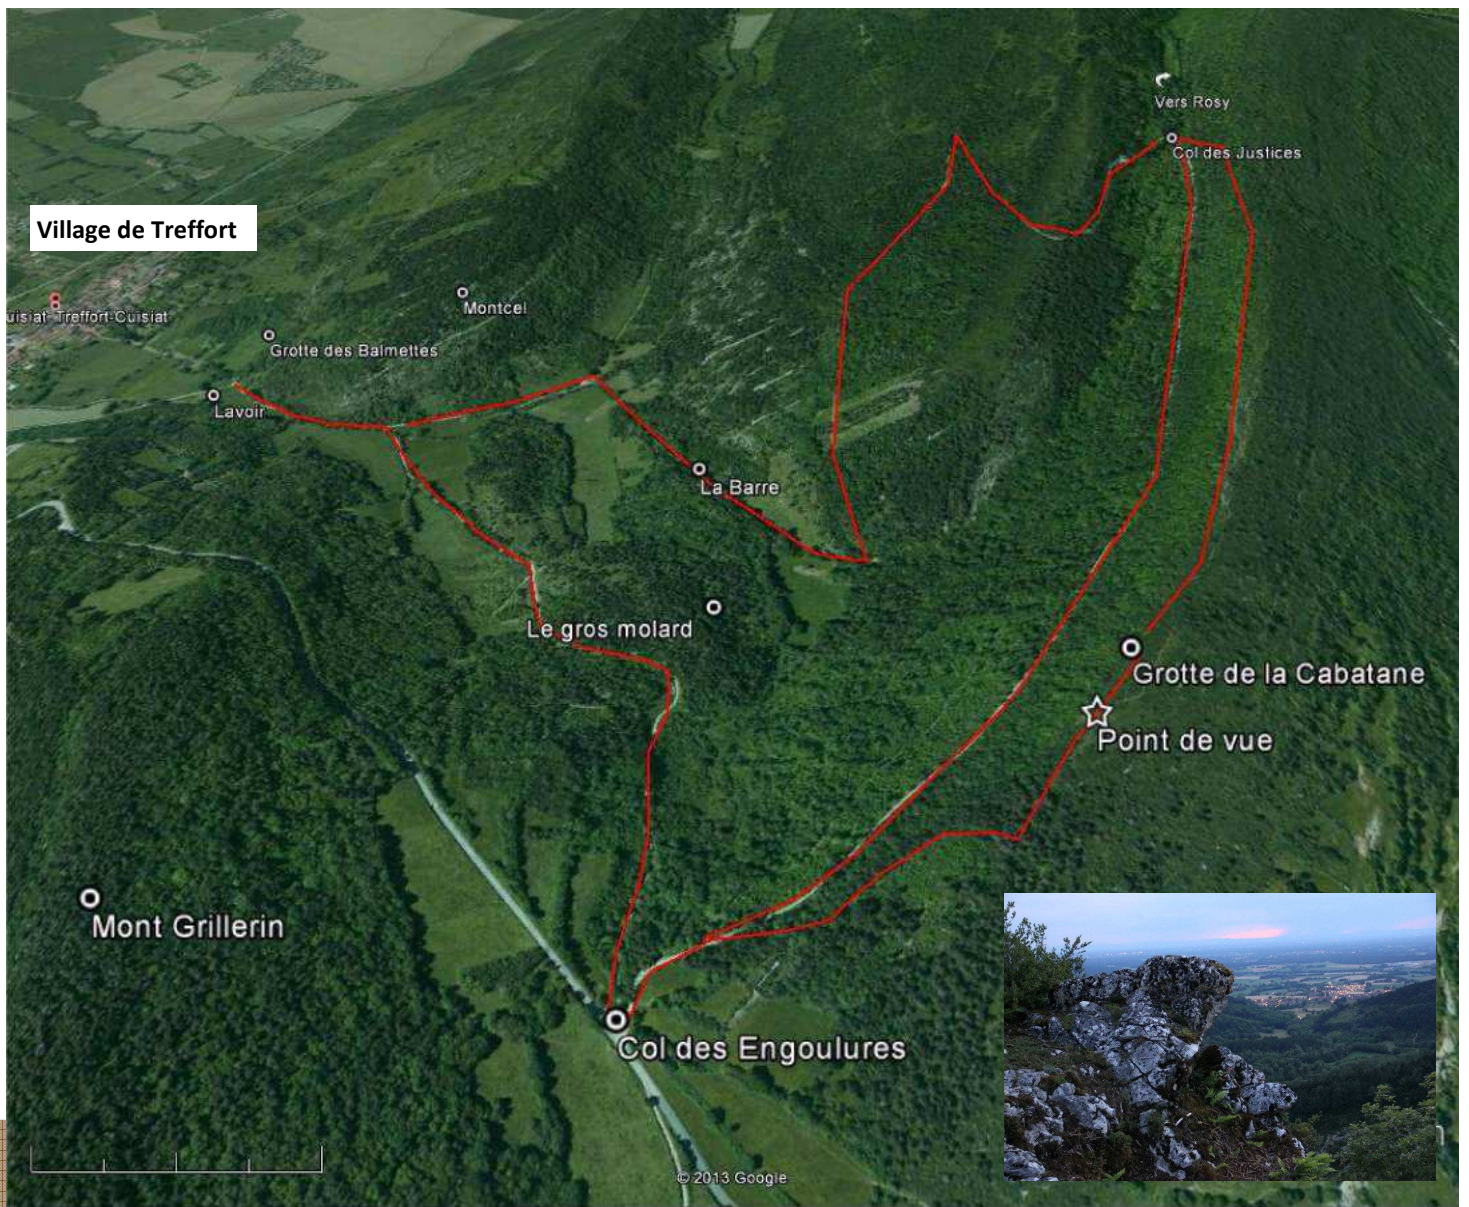 Vers Rosy
Col des Justices
Village de Treffort
Montcel
uisiat-Treffort-Cuisiat
Grotte des Balmettes
Lavoir
La Barre
Le gros molard
Grotte de la Cabatane
Point de vue
Mont Grillerin
Col des Engoulures
© 2013 Google